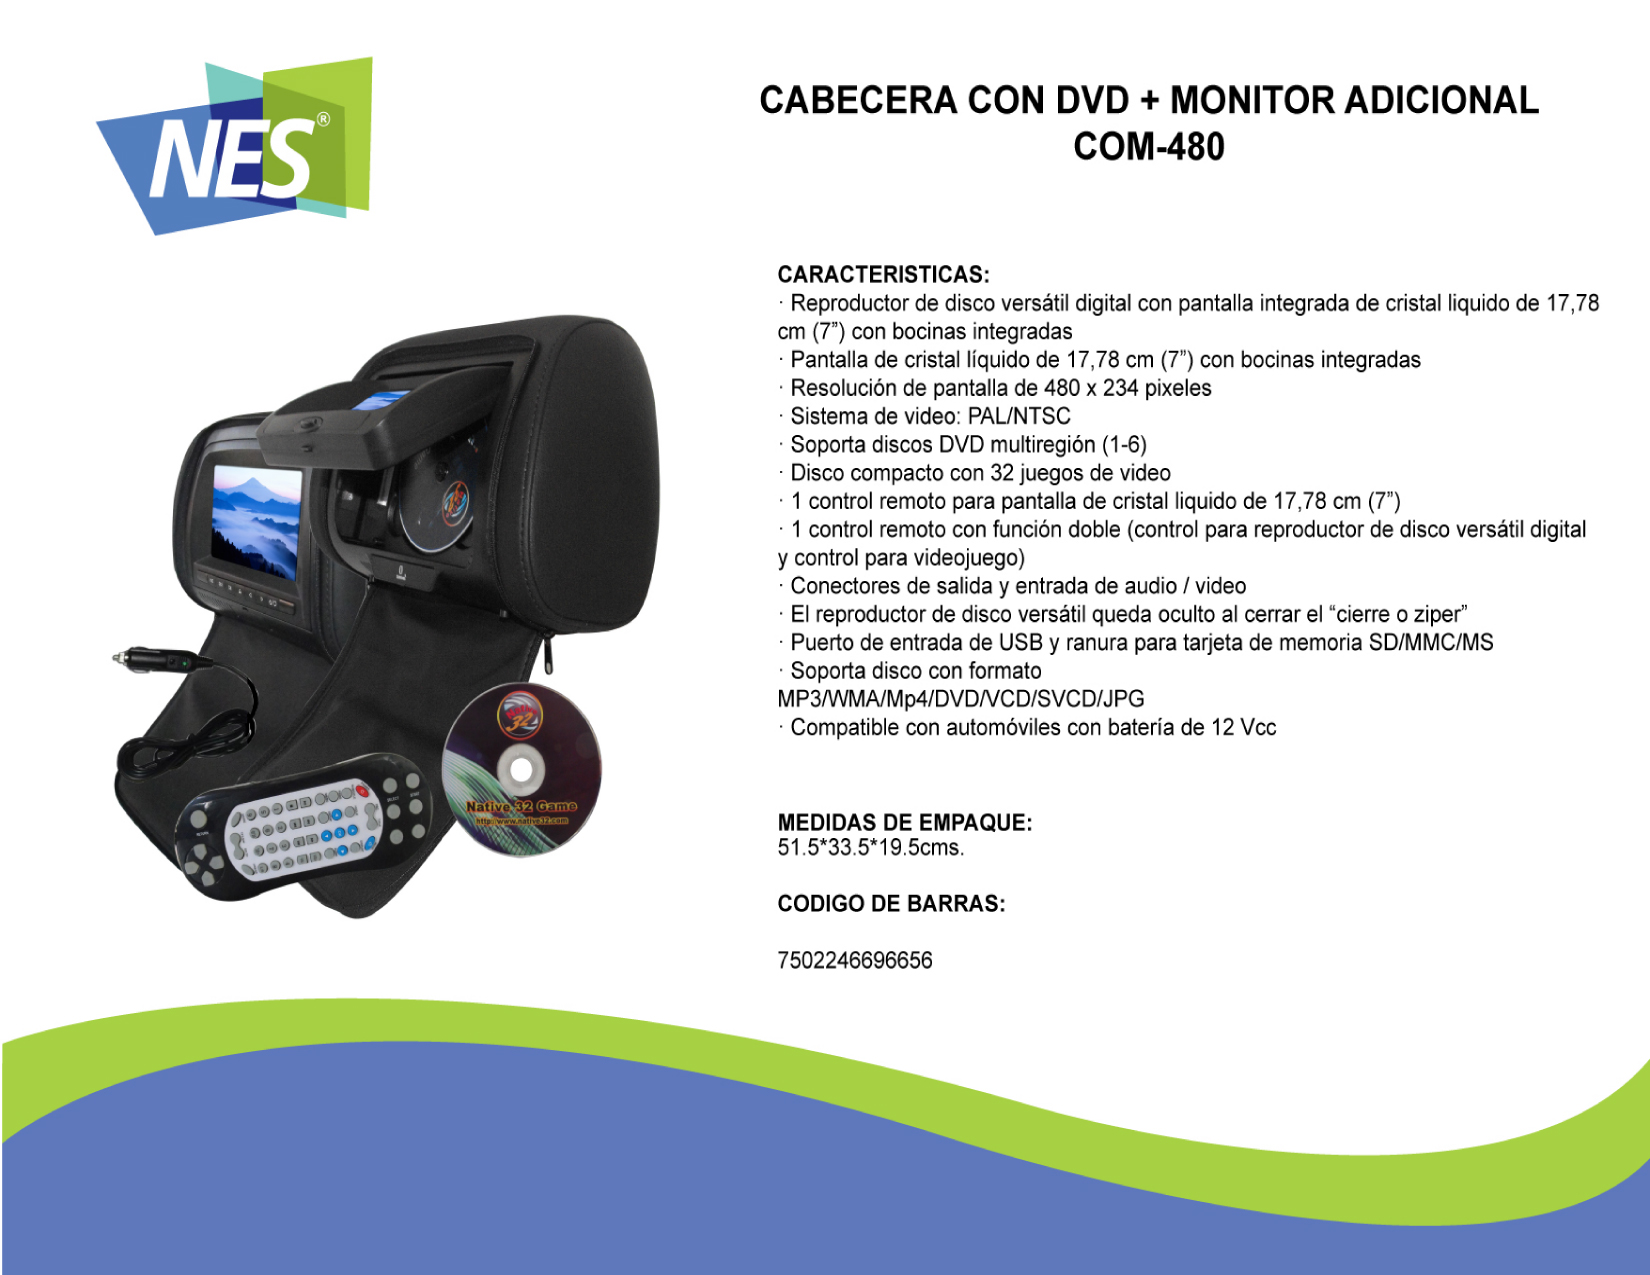 NES®
CABECERA CON DVD + MONITOR ADICIONAL
COM-480
CARACTERISTICAS:
· Reproductor de disco versátil digital con pantalla integrada de cristal liquido de 17,78
cm (7”) con bocinas integradas
· Pantalla de cristal líquido de 17,78 cm (7”) con bocinas integradas
· Resolución de pantalla de 480 x 234 pixeles
· Sistema de video: PAL/NTSC
· Soporta discos DVD multiregión (1-6)
· Disco compacto con 32 juegos de video
· 1 control remoto para pantalla de cristal liquido de 17,78 cm (7”)
· 1 control remoto con función doble (control para reproductor de disco versátil digital
y control para videojuego)
· Conectores de salida y entrada de audio / video
· El reproductor de disco versátil queda oculto al cerrar el “cierre o ziper”
· Puerto de entrada de USB y ranura para tarjeta de memoria SD/MMC/MS
· Soporta disco con formato
MP3/WMA/Mp4/DVD/VCD/SVCD/JPG
· Compatible con automóviles con batería de 12 Vcc
MEDIDAS DE EMPAQUE:
51.5*33.5*19.5cms.
CODIGO DE BARRAS:
7502246696656
Native
32
Native 32 Game
http://www.native32.com